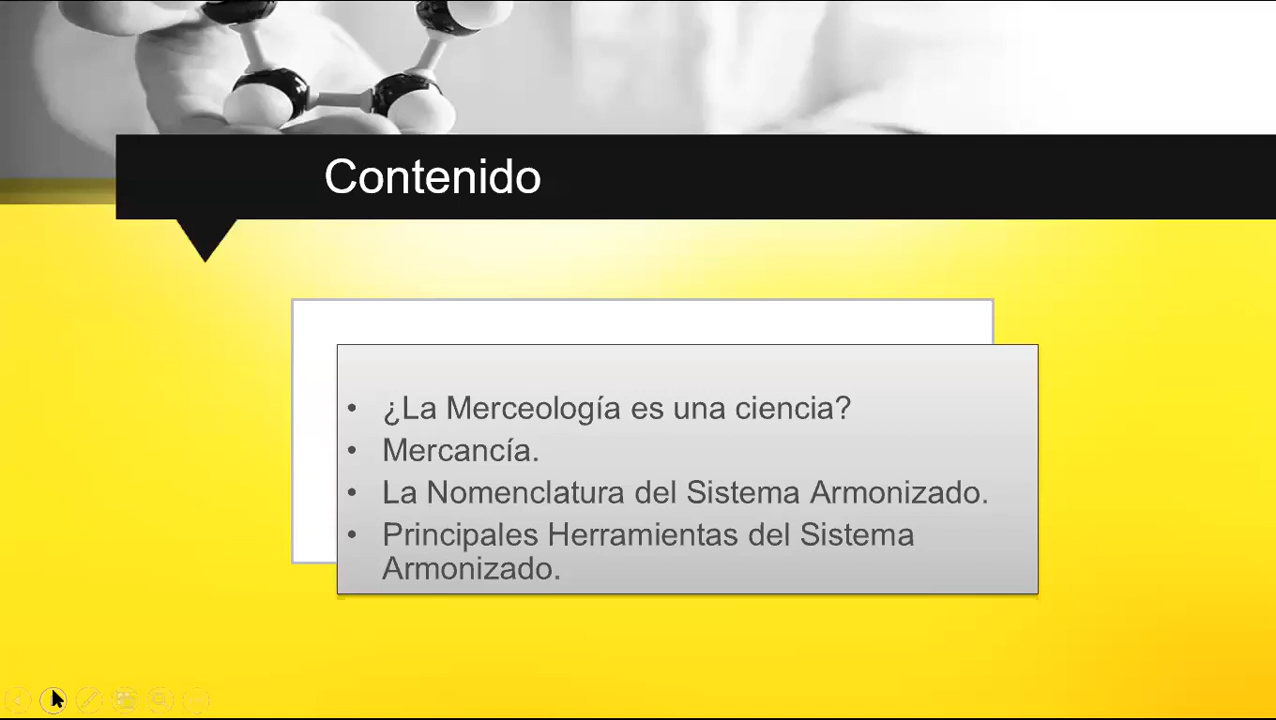 Contenido
• ¿La Merceología es una ciencia?
• Mercancía.
• La Nomenclatura del Sistema Armonizado.
• Principales Herramientas del Sistema
Armonizado.